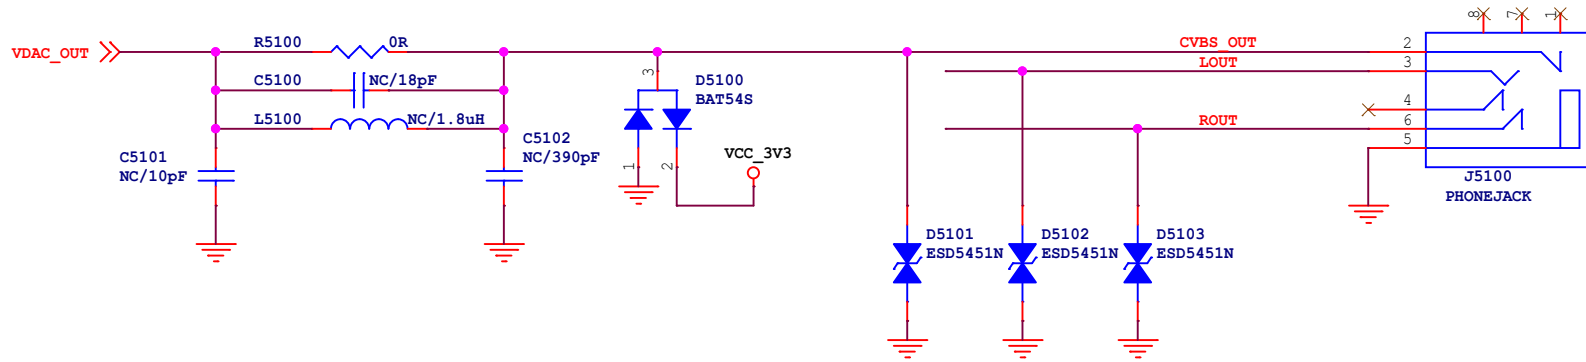 8 7 1
VDAC_OUT
R5100 0R
CVBS_OUT 2
LOUT 3
C5100 NC/18pF
3
D5100
BAT54S
4
L5100 NC/1.8uH
ROUT 6
C5102
NC/390pF
5
C5101
NC/10pF
VCC_3V3
1 2
J5100
PHONEJACK
D5101
ESD5451N
D5102
ESD5451N
D5103
ESD5451N